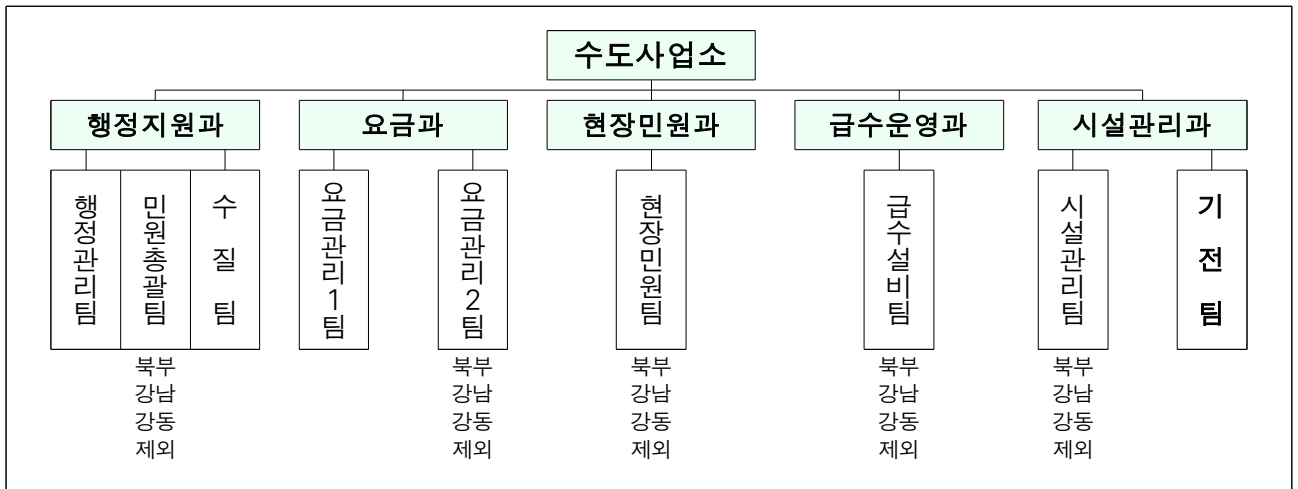 수도사업소
행정지원과
요금과
현장민원과
급수운영과
시설관리과
행정관리팀
민원총괄팀
수질팀
요금관리1팀
요금관리2팀
현장민원팀
급수설비팀
시설관리팀
기전팀
북부
강남
강동
제외
북부
강남
강동
제외
북부
강남
강동
제외
북부
강남
강동
제외
북부
강남
강동
제외